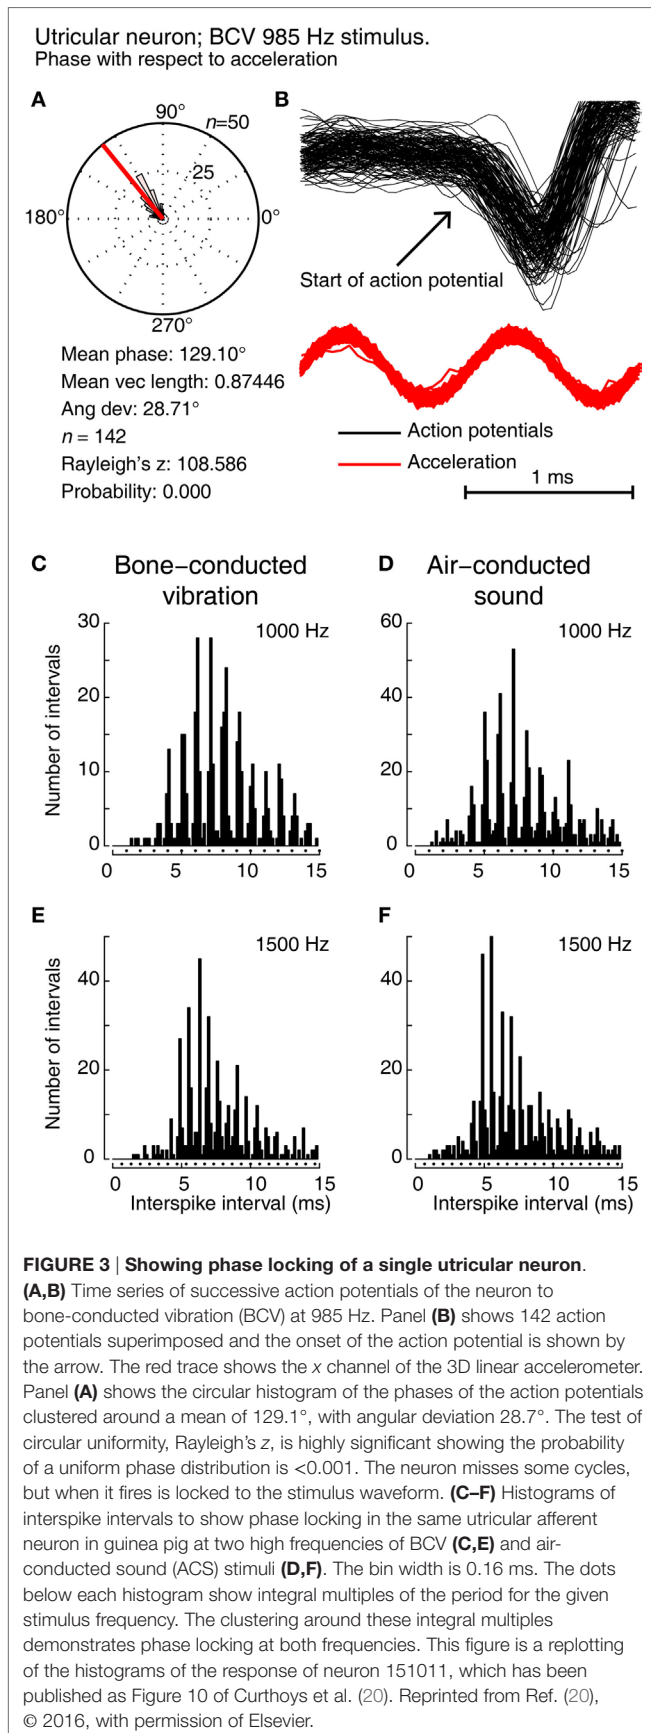 Utricular neuron; BCV 985 Hz stimulus.
Phase with respect to acceleration
A
B
90°
n=50
25
180°
0°
270°
Start of action potential
Mean phase: 129.10°
Mean vec length: 0.87446
Ang dev: 28.71°
n = 142
Rayleigh's z: 108.586
Probability: 0.000
Action potentials
Acceleration
1 ms
C
Bone–conducted
vibration
D
Air–conducted
sound
30
20
10
0
Number of intervals
1000 Hz
0
5
10
15
60
40
20
0
1000 Hz
0
5
10
15
E
40
20
0
Number of intervals
1500 Hz
0
5
10
15
Interspike interval (ms)
F
40
20
0
1500 Hz
0
5
10
15
Interspike interval (ms)
FIGURE 3 | Showing phase locking of a single utricular neuron.
(A,B) Time series of successive action potentials of the neuron to
bone-conducted vibration (BCV) at 985 Hz. Panel (B) shows 142 action
potentials superimposed and the onset of the action potential is shown by
the arrow. The red trace shows the x channel of the 3D linear accelerometer.
Panel (A) shows the circular histogram of the phases of the action potentials
clustered around a mean of 129.1°, with angular deviation 28.7°. The test of
circular uniformity, Rayleigh's z, is highly significant showing the probability
of a uniform phase distribution is <0.001. The neuron misses some cycles,
but when it fires is locked to the stimulus waveform. (C–F) Histograms of
interspike intervals to show phase locking in the same utricular afferent
neuron in guinea pig at two high frequencies of BCV (C,E) and air-
conducted sound (ACS) stimuli (D,F). The bin width is 0.16 ms. The dots
below each histogram show integral multiples of the period for the given
stimulus frequency. The clustering around these integral multiples
demonstrates phase locking at both frequencies. This figure is a replotting
of the histograms of the response of neuron 151011, which has been
published as Figure 10 of Curthoys et al. (20). Reprinted from Ref. (20),
© 2016, with permission of Elsevier.